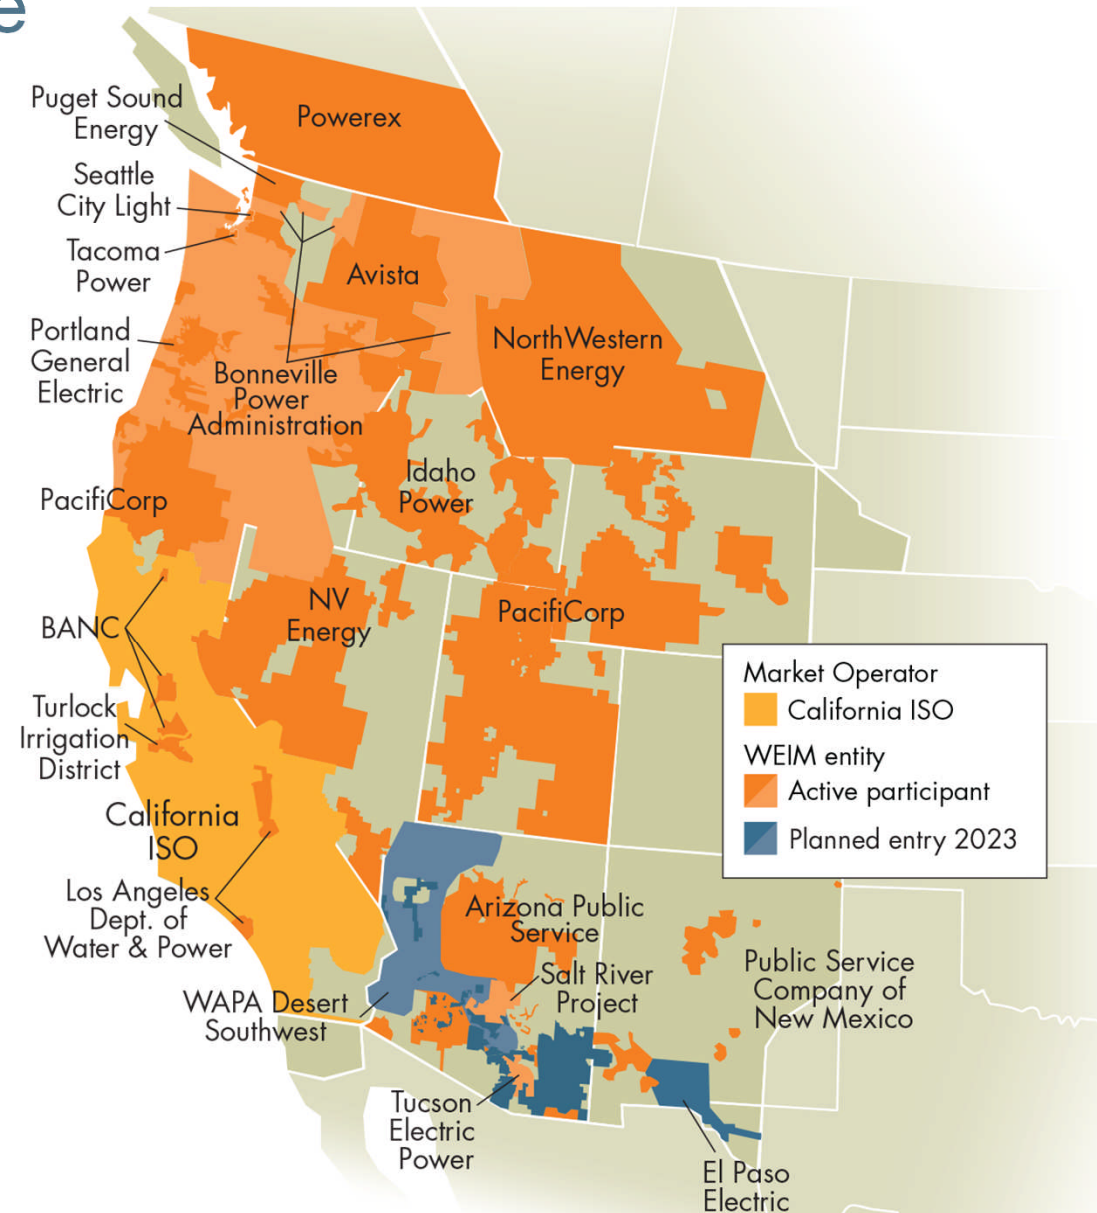 e
Puget Sound
Energy
Powerex
Seattle
City Light
Tacoma
Power
Avista
Portland
General
Electric
NorthWestern
Energy
Bonneville
Power
Administration
Idaho
Power
PacifiCorp
NV
Energy
PacifiCorp
BANC
Market Operator
California ISO
WEIM entity
Active participant
Planned entry 2023
Turlock
Irrigation
District
California
ISO
Los Angeles
Dept. of
Water & Power
Arizona Public
Service
Salt River
Project
Public Service
Company of
New Mexico
WAPA Desert
Southwest
Tucson
Electric
Power
El Paso
Electric